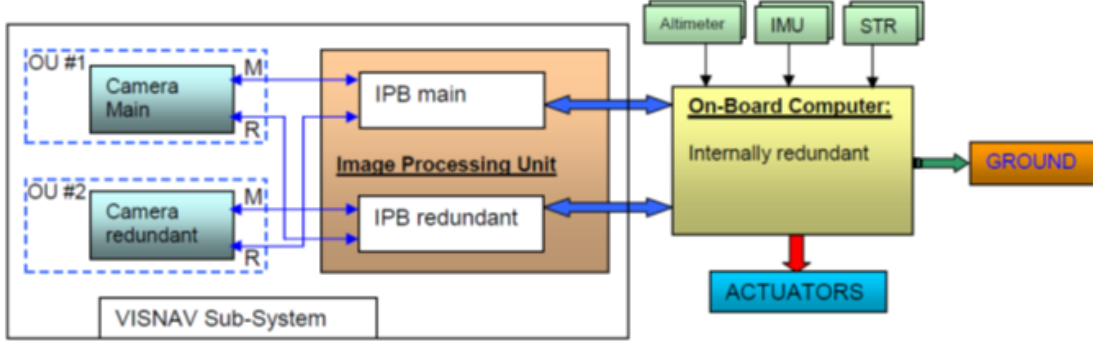 Altimeter
IMU
STR
OU #1
M
Camera
Main
R
IPB main
On-Board Computer:
Internally redundant
Image Processing Unit
GROUND
OU #2
M
Camera
redundant
R
IPB redundant
ACTUATORS
VISNAV Sub-System